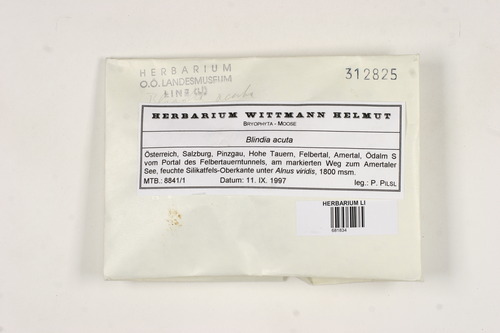 HERBARIUM
O.Ö. LANDESMUSEUM
LINZ (LI)
312825
HERBARIUM WITTMANN HELMUT
BRYOPHYTA - MOOSE
Blindia acuta
Österreich, Salzburg, Pinzgau, Hohe Tauern, Felbertal, Amertal, Ödalm S
vom Portal des Felbertauerntunnels, am markierten Weg zum Amertaler
See, feuchte Silikatfels-Oberkante unter Alnus viridis, 1800 msm.
MTB.: 8841/1 Datum: 11. IX. 1997 leg.: P. PILSL
HERBARIUM LI
681834